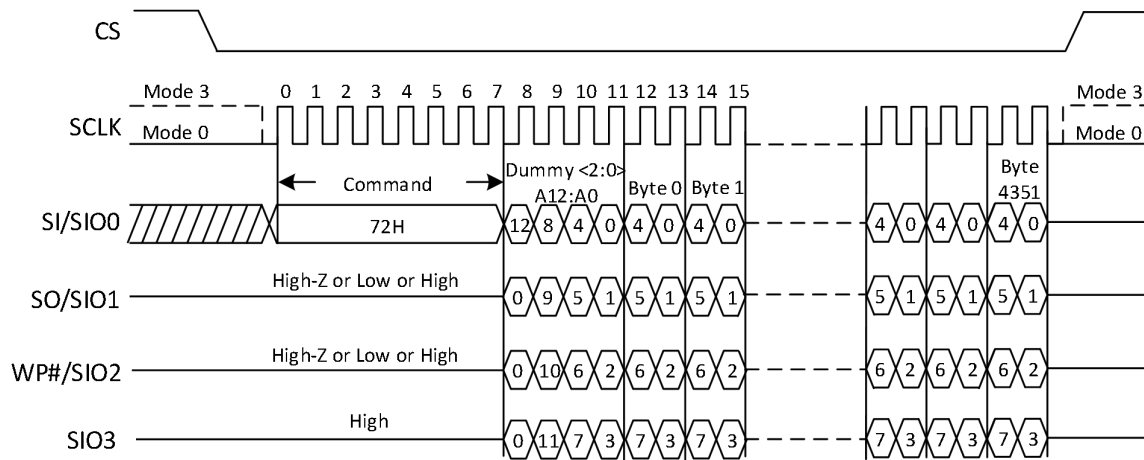 CS
0 1 2 3 4 5 6 7 8 9 10 11 12 13 14 15
Mode 3 Mode 3
SCLK
Mode 0 Mode 0
Dummy <2:0> Byte
Command A12:A0 Byte 0 Byte 1 4351
SI/SIO0 72H 12 8 4 0 4 0 4 0 4 0 4 0 4 0
High-Z or Low or High
SO/SIO1 0 9 5 1 5 1 5 1 5 1 5 1 5 1
High-Z or Low or High
WP#/SIO2 0 10 6 2 6 2 6 2 6 2 6 2 6 2
High
SIO3 0 11 7 3 7 3 7 3 7 3 7 3 7 3